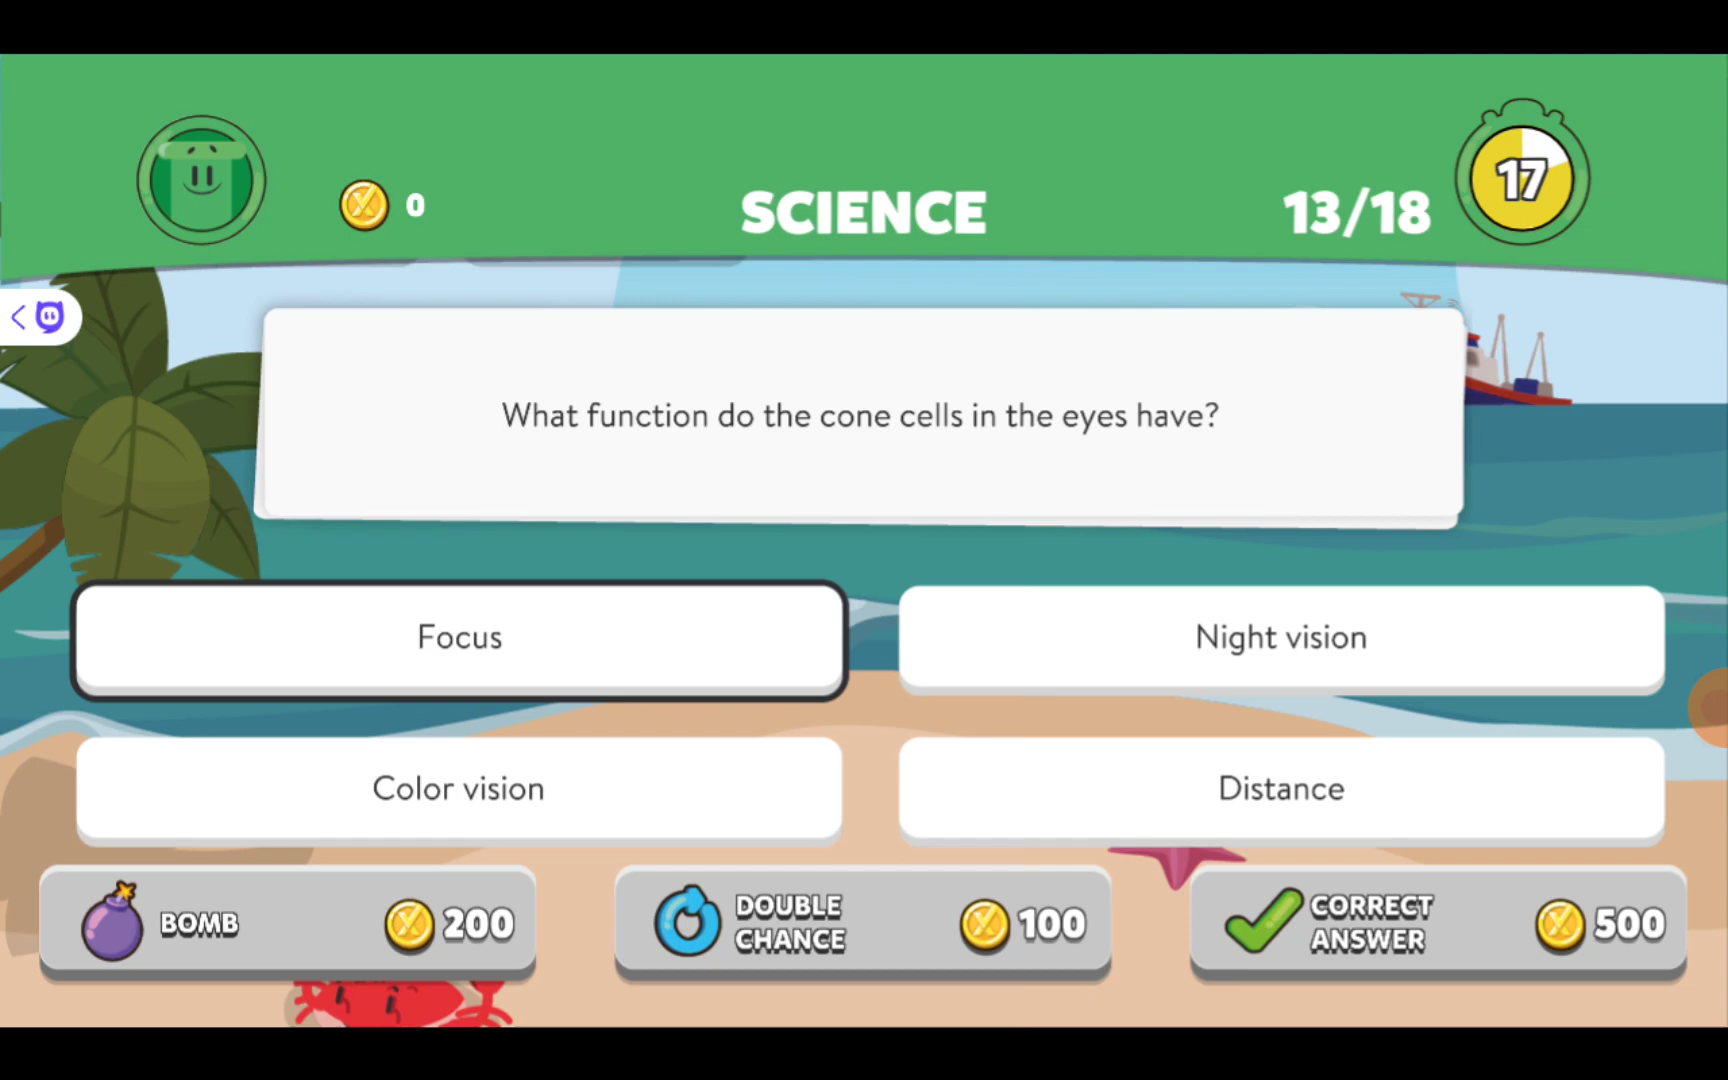 0
SCIENCE
13/18
17
What function do the cone cells in the eyes have?
Focus
Night vision
Color vision
Distance
BOMB
200
DOUBLE
CHANCE
100
CORRECT
ANSWER
500